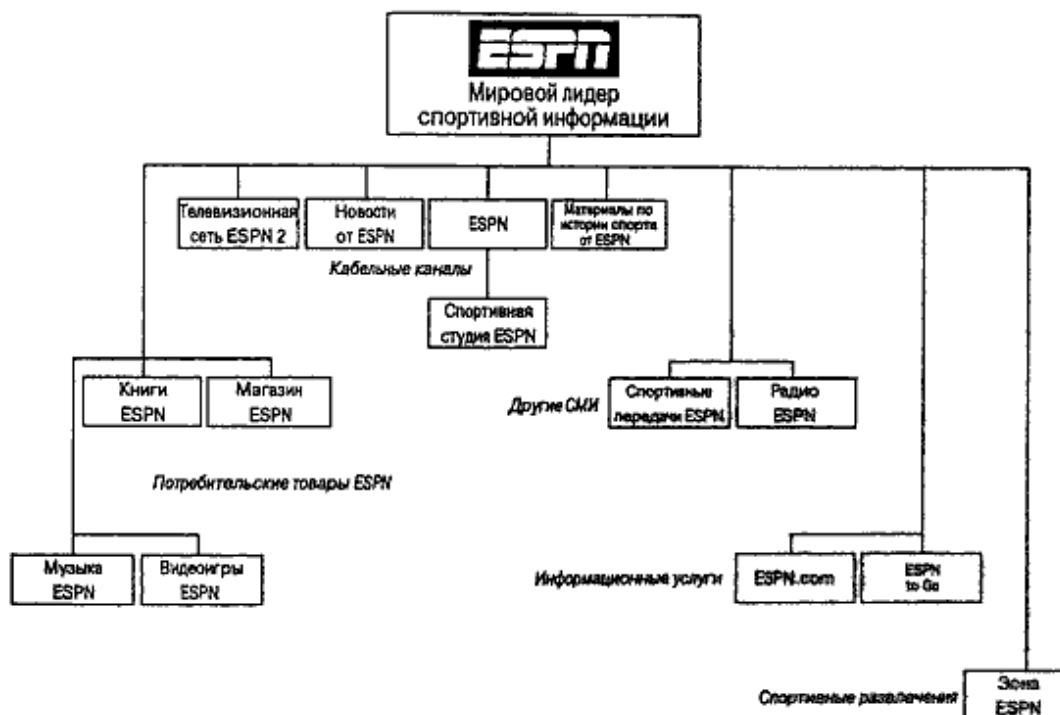 ESPN
Мировой лидер
спортивной информации
Телевизионная
сеть ESPN 2
Новости
от ESPN
ESPN
Материалы по
истории спорта
от ESPN
Кабельные каналы
Спортивная
студия ESPN
Книги
ESPN
Магазин
ESPN
Другие СМИ
Спортивные
передачи ESPN
Радио
ESPN
Потребительские товары ESPN
Музыка
ESPN
Видеоигры
ESPN
Информационные услуги
ESPN.com
ESPN
to Go
Спортивные развлечения
Зона
ESPN